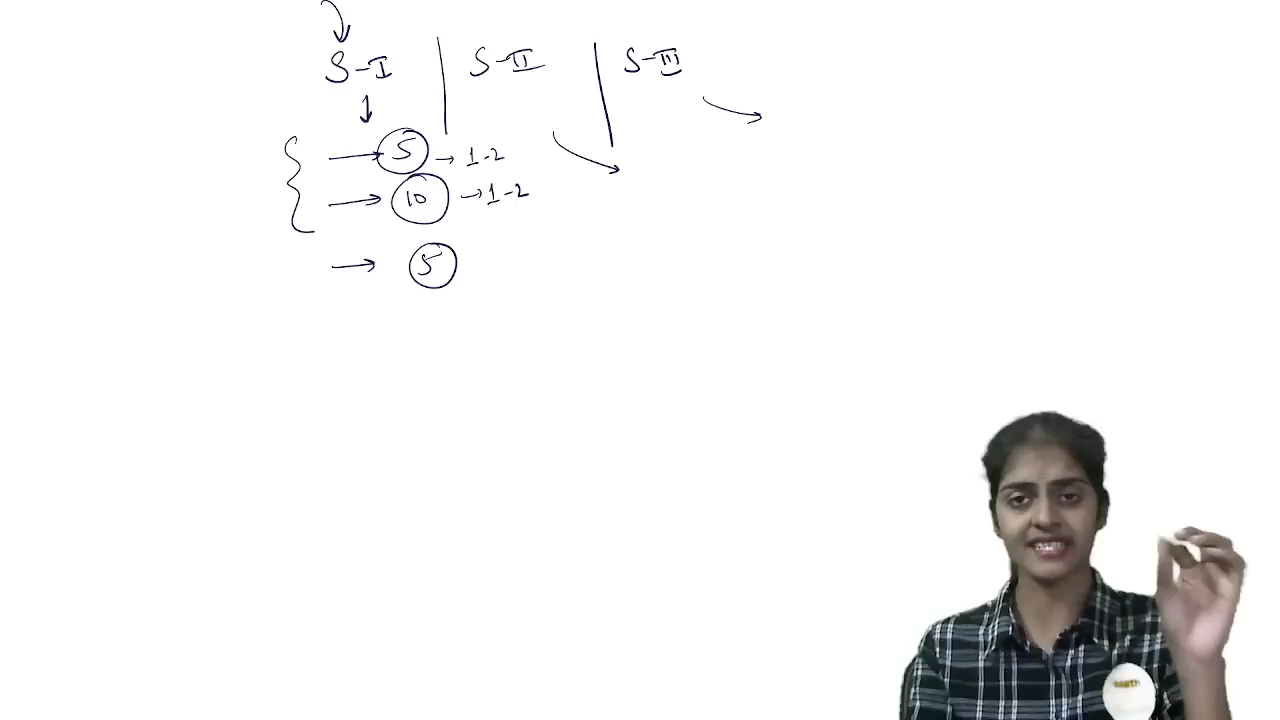 S-I S-II S-III
→ 5 → 1-2
→ 10 → 1-2
→ 5